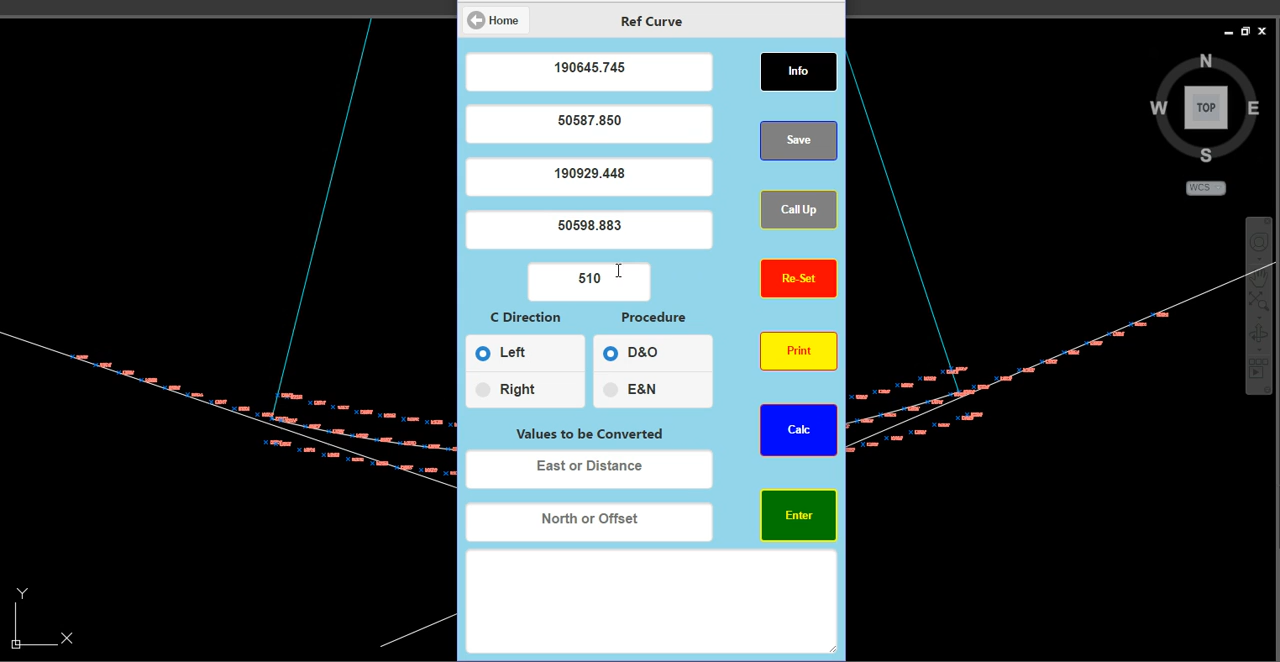 Home
Ref Curve
190645.745
Info
50587.850
Save
190929.448
Call Up
50598.883
510
Re-Set
C Direction
Procedure
Left
D&O
Print
Right
E&N
Values to be Converted
Calc
East or Distance
North or Offset
Enter
N
W
TOP
E
S
WCS
Y
X